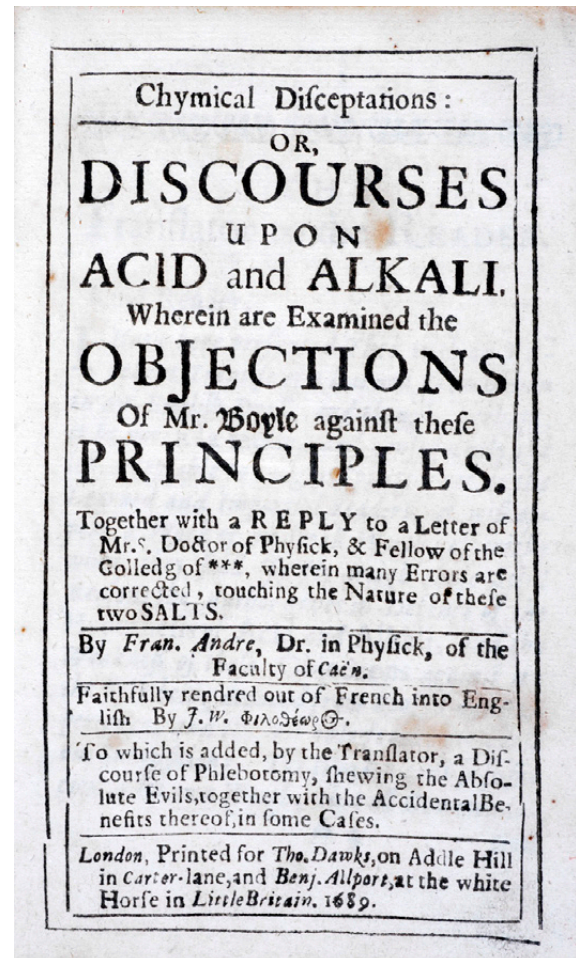 Chymical Diſceptations:
OR,
DISCOURSES
UPON
ACID and ALKALI.
Wherein are Examined the
OBJECTIONS
Of Mr. Boyle againſt theſe
PRINCIPLES.
Together with a REPLY to a Letter of
Mr. S. Doctor of Phyſick, & Fellow of the
Colledg of ***, wherein many Errors are
corrected, touching the Nature of theſe
two SALTS.
By Fran. Andre, Dr. in Phyſick, of the
Faculty of Caën.
Faithfully rendred out of French into Eng-
liſh By J. W. Φιλοθέωρ☉.
To which is added, by the Tranſlator, a Diſ-
courſe of Phlebotomy, ſhewing the Abſo-
lute Evils, together with the Accidental Be-
nefits thereof, in ſome Caſes.
London, Printed for Tho. Dawks, on Addle Hill
in Carter-lane, and Benj. Allport, at the white
Horſe in Little Britain. 1689.